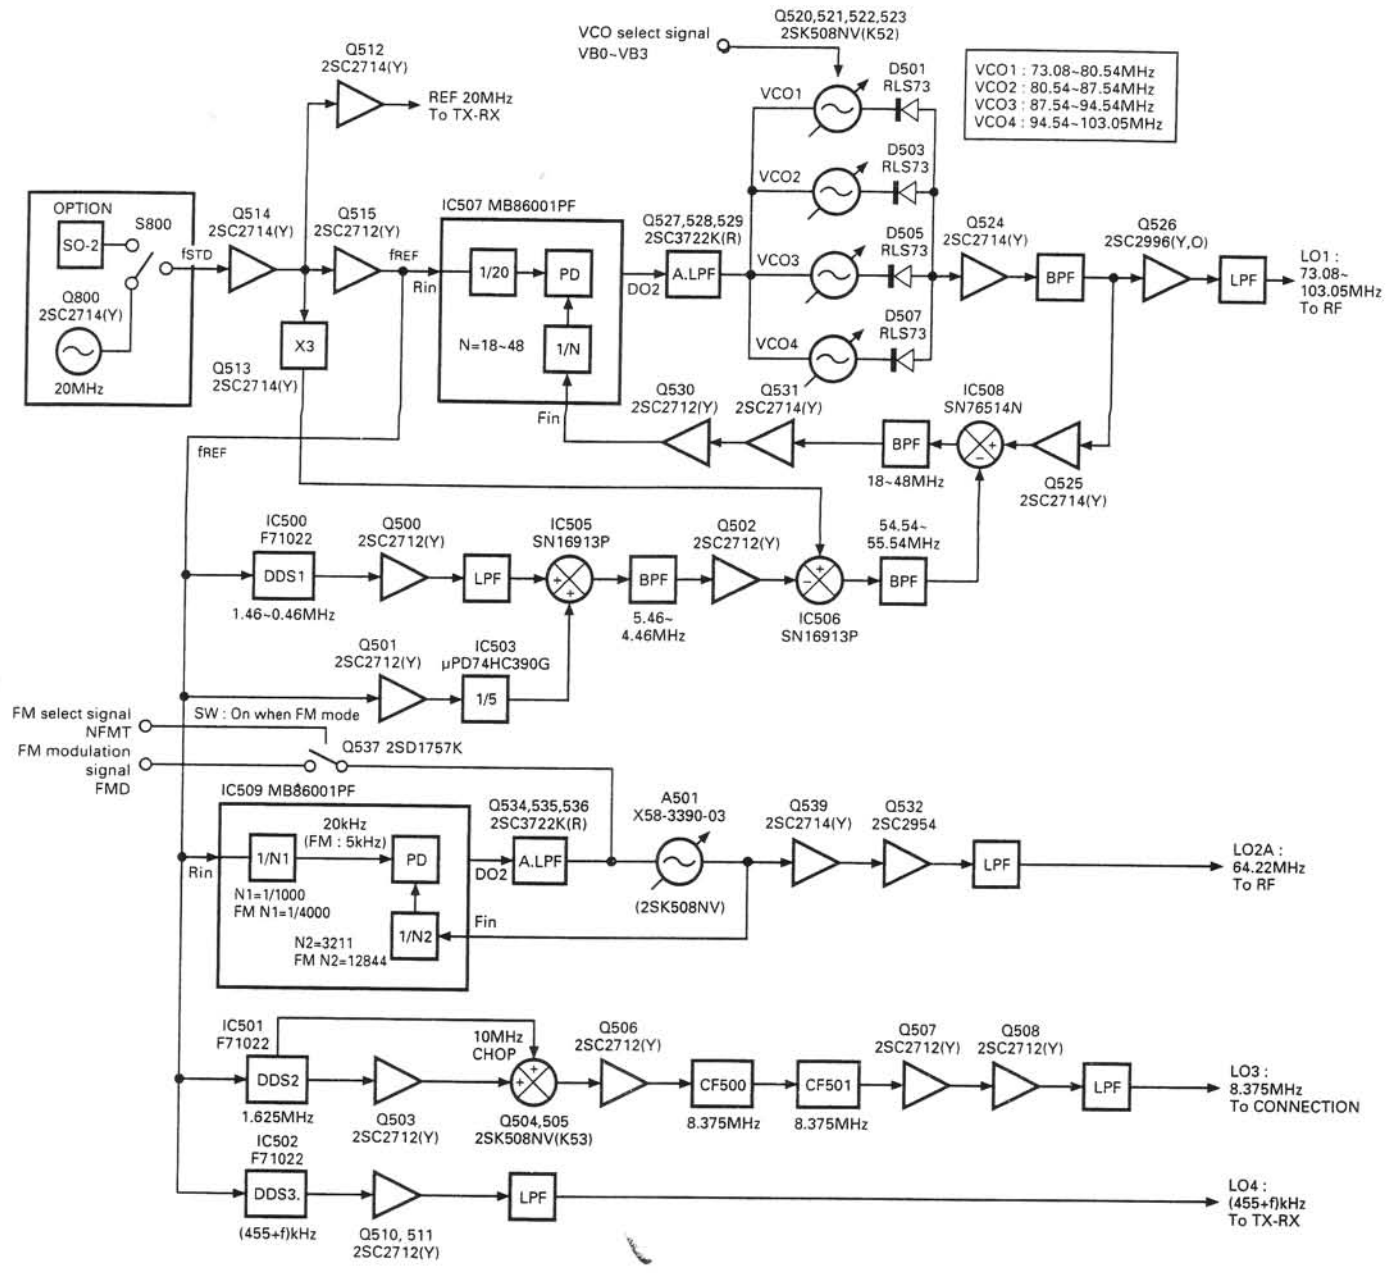 Q520,521,522,523
2SK508NV(K52)
VCO select signal
VB0~VB3
Q512
2SC2714(Y)
D501
RLS73
VCO1 : 73.08~80.54MHz
VCO2 : 80.54~87.54MHz
VCO3 : 87.54~94.54MHz
VCO4 : 94.54~103.05MHz
VCO1
REF 20MHz
To TX-RX
D503
RLS73
VCO2
OPTION
SO-2
S800
fSTD
Q514
2SC2714(Y)
Q515
2SC2712(Y)
fREF
Rin
IC507 MB86001PF
1/20
PD
N=18~48
1/N
Fin
DO2
Q527,528,529
2SC3722K(R)
A.LPF
VCO3
D505
RLS73
Q524
2SC2714(Y)
BPF
Q526
2SC2996(Y,O)
LPF
LO1 :
73.08~
103.05MHz
To RF
Q800
2SC2714(Y)
20MHz
X3
Q513
2SC2714(Y)
VCO4
D507
RLS73
Q530
2SC2712(Y)
Q531
2SC2714(Y)
IC508
SN76514N
BPF
18~48MHz
+
−
Q525
2SC2714(Y)
fREF
IC500
F71022
DDS1
1.46~0.46MHz
Q500
2SC2712(Y)
LPF
IC505
SN16913P
+
+
BPF
5.46~
4.46MHz
Q502
2SC2712(Y)
+
−
IC506
SN16913P
54.54~
55.54MHz
BPF
Q501
2SC2712(Y)
IC503
µPD74HC390G
1/5
FM select signal
NFMT
SW : On when FM mode
FM modulation
signal
FMD
Q537 2SD1757K
IC509 MB86001PF
Rin
1/N1
20kHz
(FM : 5kHz)
PD
N1=1/1000
FM N1=1/4000
N2=3211
FM N2=12844
1/N2
Fin
DO2
Q534,535,536
2SC3722K(R)
A.LPF
A501
X58-3390-03
(2SK508NV)
Q539
2SC2714(Y)
Q532
2SC2954
LPF
LO2A :
64.22MHz
To RF
IC501
F71022
DDS2
1.625MHz
Q503
2SC2712(Y)
10MHz
CHOP
+
+
Q504,505
2SK508NV(K53)
Q506
2SC2712(Y)
CF500
8.375MHz
CF501
8.375MHz
Q507
2SC2712(Y)
Q508
2SC2712(Y)
LPF
LO3 :
8.375MHz
To CONNECTION
IC502
F71022
DDS3.
(455+f)kHz
Q510, 511
2SC2712(Y)
LPF
LO4 :
(455+f)kHz
To TX-RX